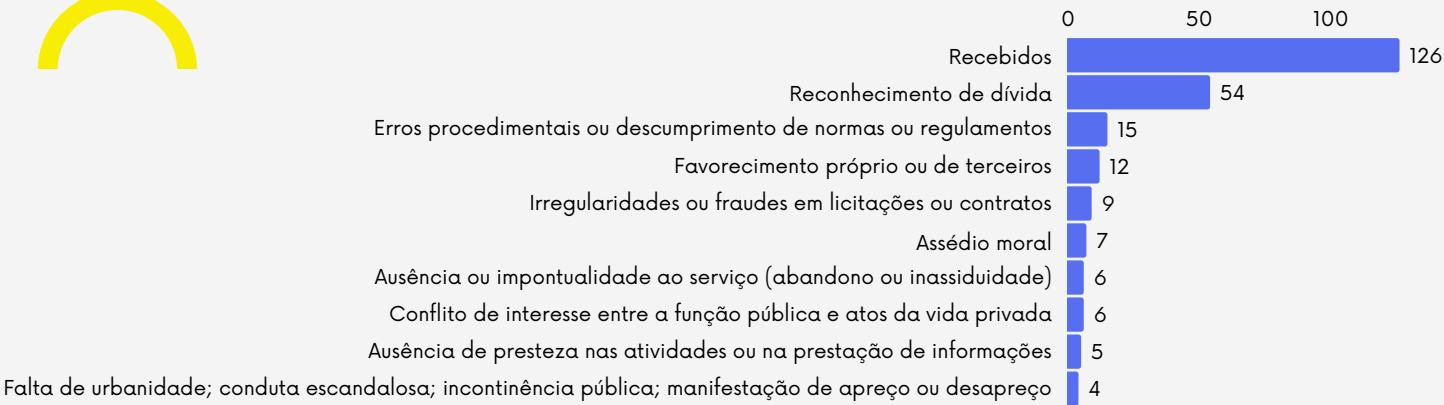 0 50 100
Recebidos 126
Reconhecimento de dívida 54
Erros procedimentais ou descumprimento de normas ou regulamentos 15
Favorecimento próprio ou de terceiros 12
Irregularidades ou fraudes em licitações ou contratos 9
Assédio moral 7
Ausência ou impontualidade ao serviço (abandono ou inassiduidade) 6
Conflito de interesse entre a função pública e atos da vida privada 6
Ausência de presteza nas atividades ou na prestação de informações 5
Falta de urbanidade; conduta escandalosa; incontinência pública; manifestação de apreço ou desapreço 4